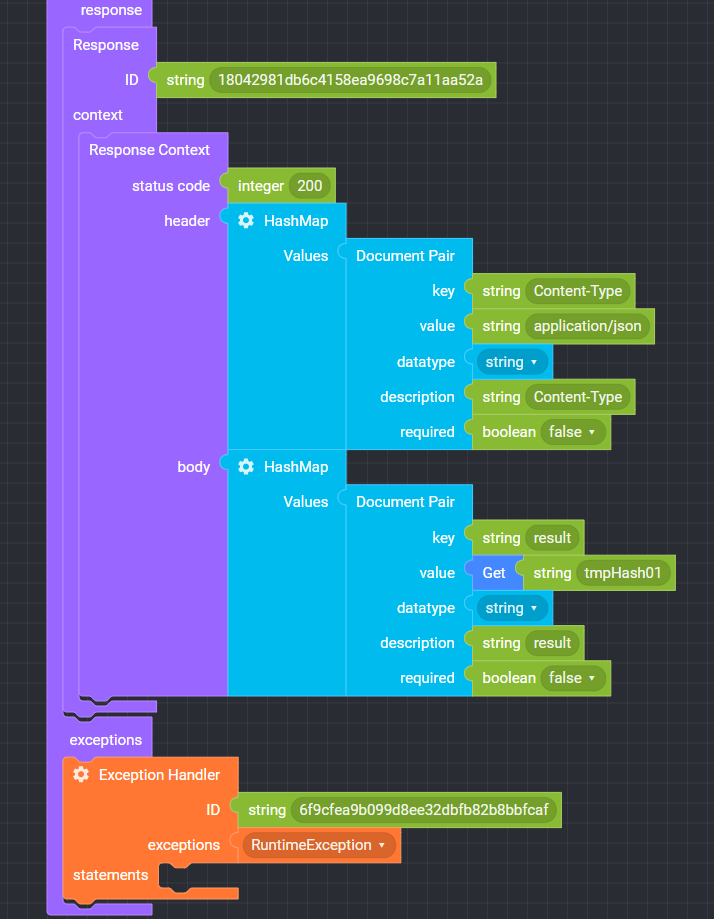 response
Response
ID string 18042981db6c4158ea9698c7a11aa52a
context
Response Context
status code integer 200
header HashMap
Values Document Pair
key string Content-Type
value string application/json
datatype string
description string Content-Type
required boolean false
body HashMap
Values Document Pair
key string result
value Get string tmpHash01
datatype string
description string result
required boolean false
exceptions
Exception Handler
ID string 6f9cfea9b099d8ee32dbfb82b8bbfcaf
exceptions RuntimeException
statements